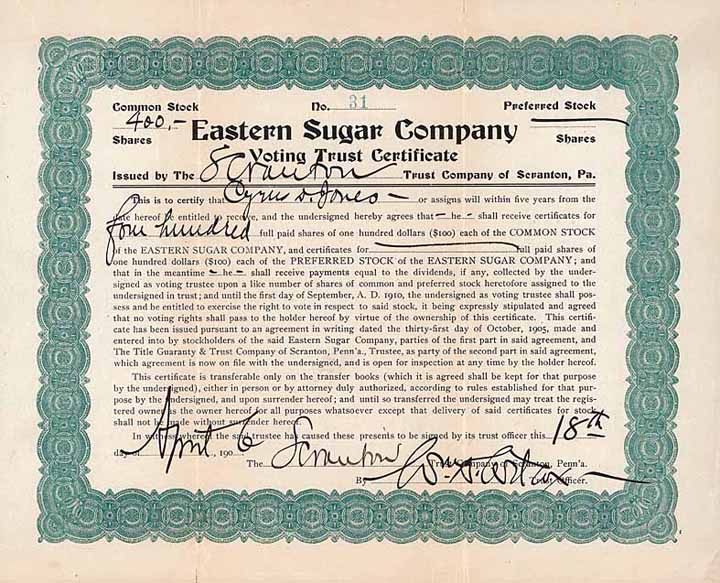 Common Stock No. 31 Preferred Stock
400,-
Shares Eastern Sugar Company Shares
Voting Trust Certificate
Issued by The Scranton Trust Company of Scranton, Pa.
This is to certify that Cyrus D. Jones — or assigns will within five years from the
date hereof be entitled to receive, and the undersigned hereby agrees that — he — shall receive certificates for
four hundred full paid shares of one hundred dollars ($100) each of the COMMON STOCK
of the EASTERN SUGAR COMPANY, and certificates for full paid shares of
one hundred dollars ($100) each of the PREFERRED STOCK of the EASTERN SUGAR COMPANY; and
that in the meantime — he — shall receive payments equal to the dividends, if any, collected by the under-
signed as voting trustee upon a like number of shares of common and preferred stock heretofore assigned to the
undersigned in trust; and until the first day of September, A. D. 1910, the undersigned as voting trustee shall pos-
sess and be entitled to exercise the right to vote in respect to said stock, it being expressly stipulated and agreed
that no voting rights shall pass to the holder hereof by virtue of the ownership of this certificate. This certifi-
cate has been issued pursuant to an agreement in writing dated the thirty-first day of October, 1905, made and
entered into by stockholders of the said Eastern Sugar Company, parties of the first part in said agreement, and
The Title Guaranty & Trust Company of Scranton, Penn'a., Trustee, as party of the second part in said agreement,
which agreement is now on file with the undersigned, and is open for inspection at any time by the holder hereof.
This certificate is transferable only on the transfer books (which it is agreed shall be kept for that purpose
by the undersigned), either in person or by attorney duly authorized, according to rules established for that pur-
pose by the undersigned, and upon surrender hereof; and until so transferred the undersigned may treat the regis-
tered owner as the owner hereof for all purposes whatsoever except that delivery of said certificates for stock
shall not be made without surrender hereof.
In witness whereof the said trustee has caused these presents to be signed by its trust officer this 18th
day of April, 190 6
The Scranton Trust Company of Scranton, Penn'a.
By Trust Officer.